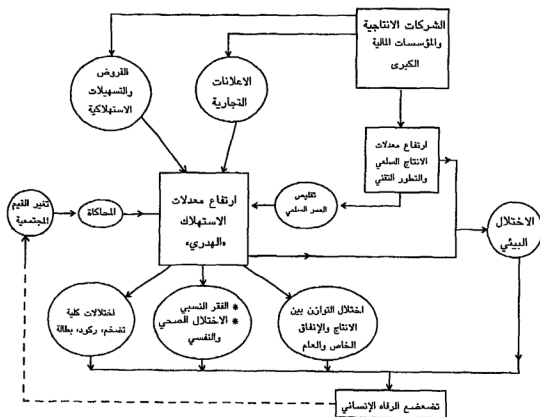 الشركات الانتاجية
والمؤسسات المالية
الكبرى
القروض
والتسهيلات
الاستهلاكية
الاعلانات
التجارية
ارتفاع معدلات
الانتاج السلعي
والتطور التقني
ارتفاع معدلات
الاستهلاك
«الهدري»
تقليص
العمر السلعي
المحاكاة
تغير القيم
المجتمعية
الاختلال
البيئي
اختلال التوازن بين
الانتاج والإنفاق
الخاص والعام
* الفقر النسبي
* الاختلال الصحي
والنفسي
اختلالات كلية
تضخم، ركود، بطالة
تضعضع الرفاه الإنساني